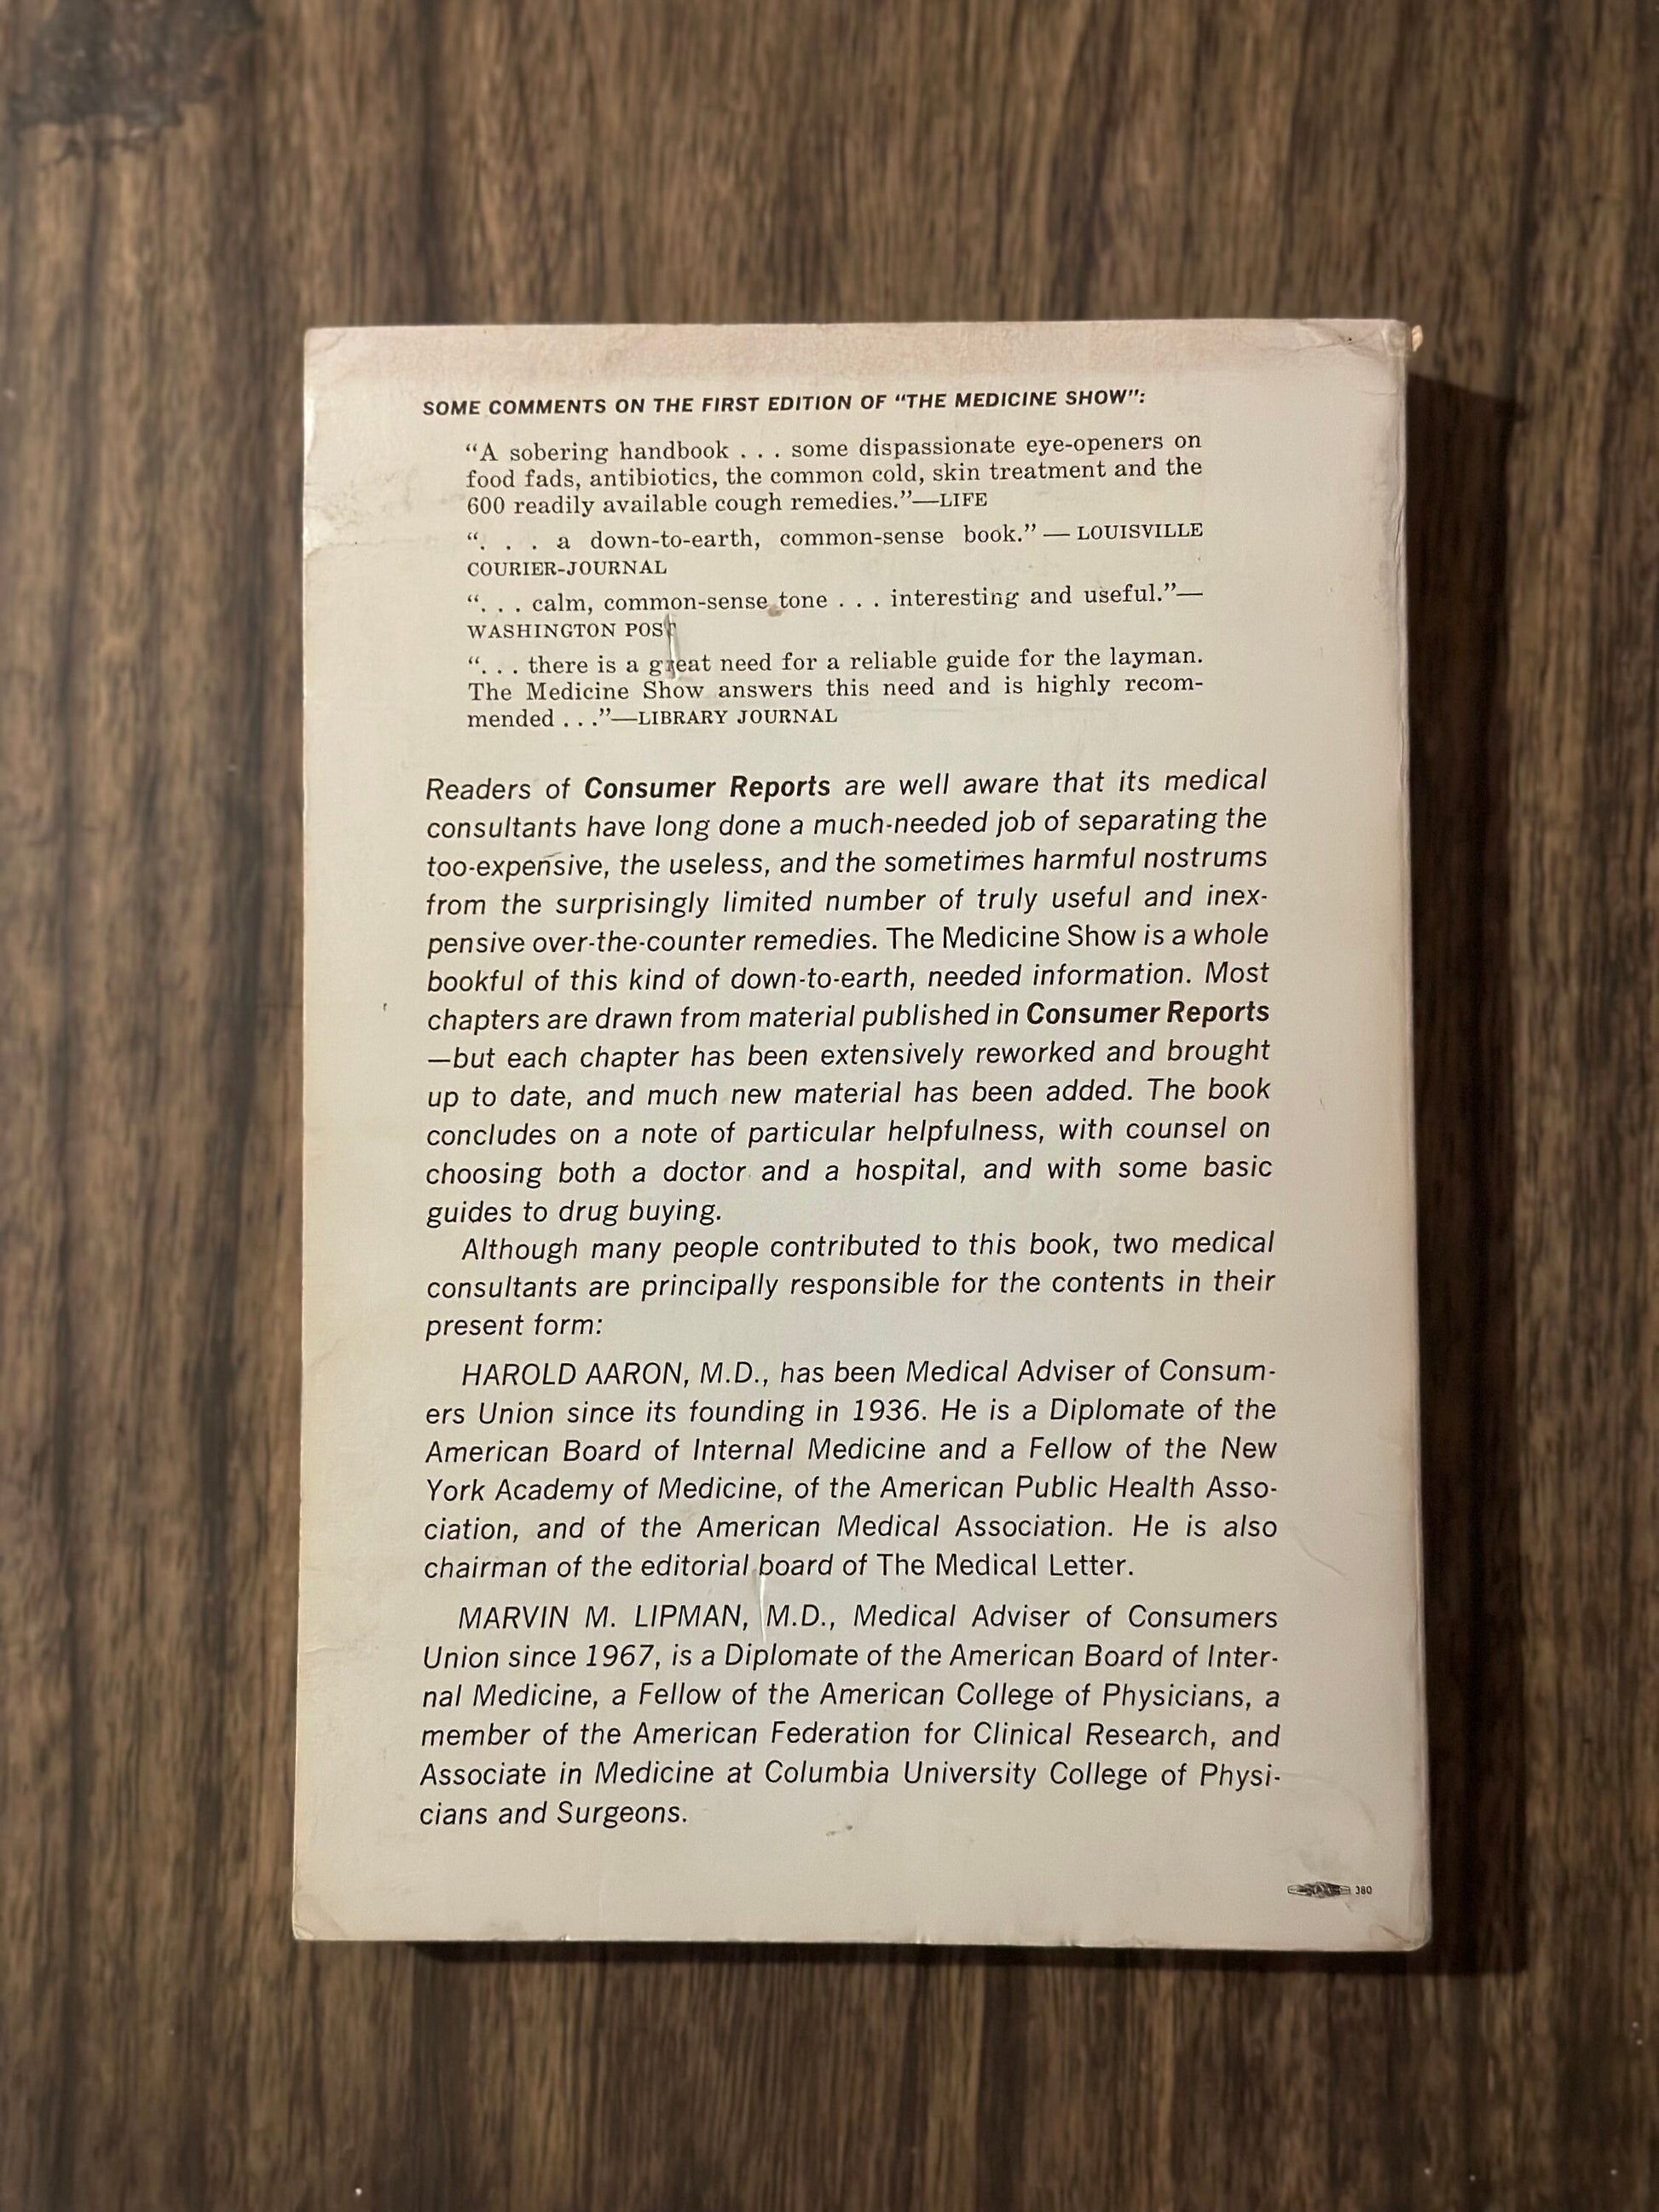 SOME COMMENTS ON THE FIRST EDITION OF "THE MEDICINE SHOW":
“A sobering handbook . . . some dispassionate eye-openers on
food fads, antibiotics, the common cold, skin treatment and the
600 readily available cough remedies.”—LIFE
“. . . a down-to-earth, common-sense book.” — LOUISVILLE
COURIER-JOURNAL
“. . . calm, common-sense tone . . . interesting and useful.”—
WASHINGTON POST
“. . . there is a great need for a reliable guide for the layman.
The Medicine Show answers this need and is highly recom-
mended . . .”—LIBRARY JOURNAL
Readers of Consumer Reports are well aware that its medical
consultants have long done a much-needed job of separating the
too-expensive, the useless, and the sometimes harmful nostrums
from the surprisingly limited number of truly useful and inex-
pensive over-the-counter remedies. The Medicine Show is a whole
bookful of this kind of down-to-earth, needed information. Most
chapters are drawn from material published in Consumer Reports
—but each chapter has been extensively reworked and brought
up to date, and much new material has been added. The book
concludes on a note of particular helpfulness, with counsel on
choosing both a doctor and a hospital, and with some basic
guides to drug buying.
Although many people contributed to this book, two medical
consultants are principally responsible for the contents in their
present form:
HAROLD AARON, M.D., has been Medical Adviser of Consum-
ers Union since its founding in 1936. He is a Diplomate of the
American Board of Internal Medicine and a Fellow of the New
York Academy of Medicine, of the American Public Health Asso-
ciation, and of the American Medical Association. He is also
chairman of the editorial board of The Medical Letter.
MARVIN M. LIPMAN, M.D., Medical Adviser of Consumers
Union since 1967, is a Diplomate of the American Board of Inter-
nal Medicine, a Fellow of the American College of Physicians, a
member of the American Federation for Clinical Research, and
Associate in Medicine at Columbia University College of Physi-
cians and Surgeons.
380